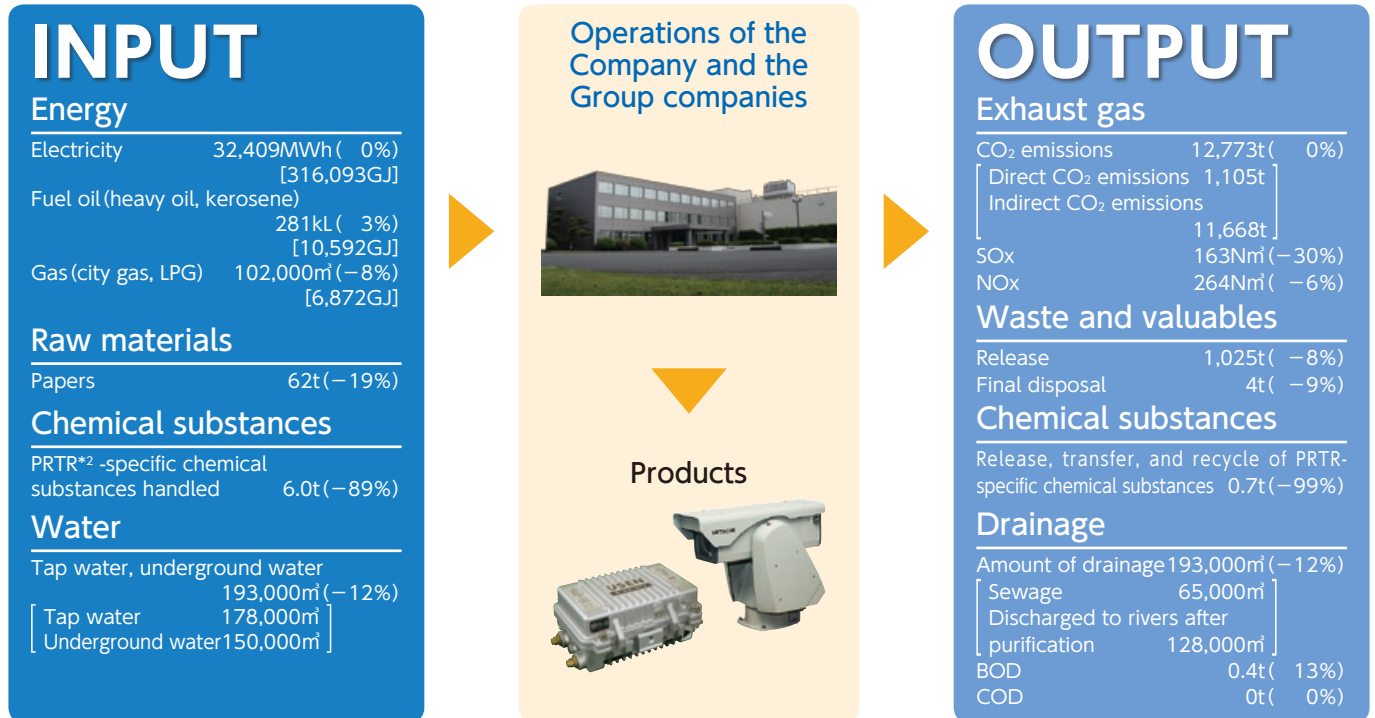 INPUT
Energy
Electricity 32,409MWh( 0%)
[316,093GJ]
Fuel oil(heavy oil, kerosene)
281kL( 3%)
[10,592GJ]
Gas(city gas, LPG) 102,000㎥(−8%)
[6,872GJ]
Raw materials
Papers 62t(−19%)
Chemical substances
PRTR*2 -specific chemical
substances handled 6.0t(−89%)
Water
Tap water, underground water
193,000㎥(−12%)
[ Tap water 178,000㎥
Underground water150,000㎥ ]
Operations of the
Company and the
Group companies
Products
HITACHI
USEN
OUTPUT
Exhaust gas
CO₂ emissions 12,773t( 0%)
[ Direct CO₂ emissions 1,105t
Indirect CO₂ emissions
11,668t ]
SOx 163N㎥(−30%)
NOx 264N㎥( −6%)
Waste and valuables
Release 1,025t( −8%)
Final disposal 4t( −9%)
Chemical substances
Release, transfer, and recycle of PRTR-
specific chemical substances 0.7t(−99%)
Drainage
Amount of drainage193,000㎥(−12%)
[ Sewage 65,000㎥
Discharged to rivers after
purification 128,000㎥ ]
BOD 0.4t( 13%)
COD 0t( 0%)